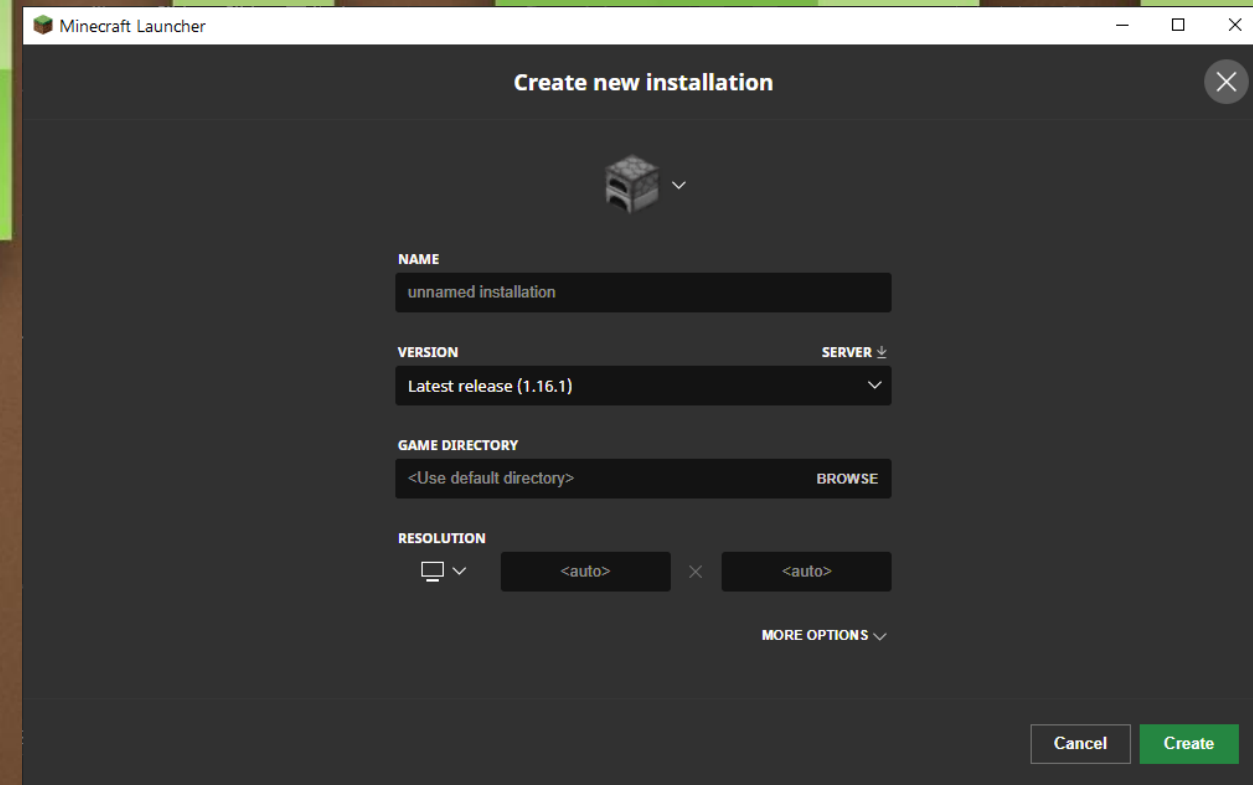 Minecraft Launcher
Create new installation
NAME
unnamed installation
VERSION
SERVER
Latest release (1.16.1)
GAME DIRECTORY
<Use default directory>
BROWSE
RESOLUTION
<auto>
<auto>
MORE OPTIONS
Cancel
Create